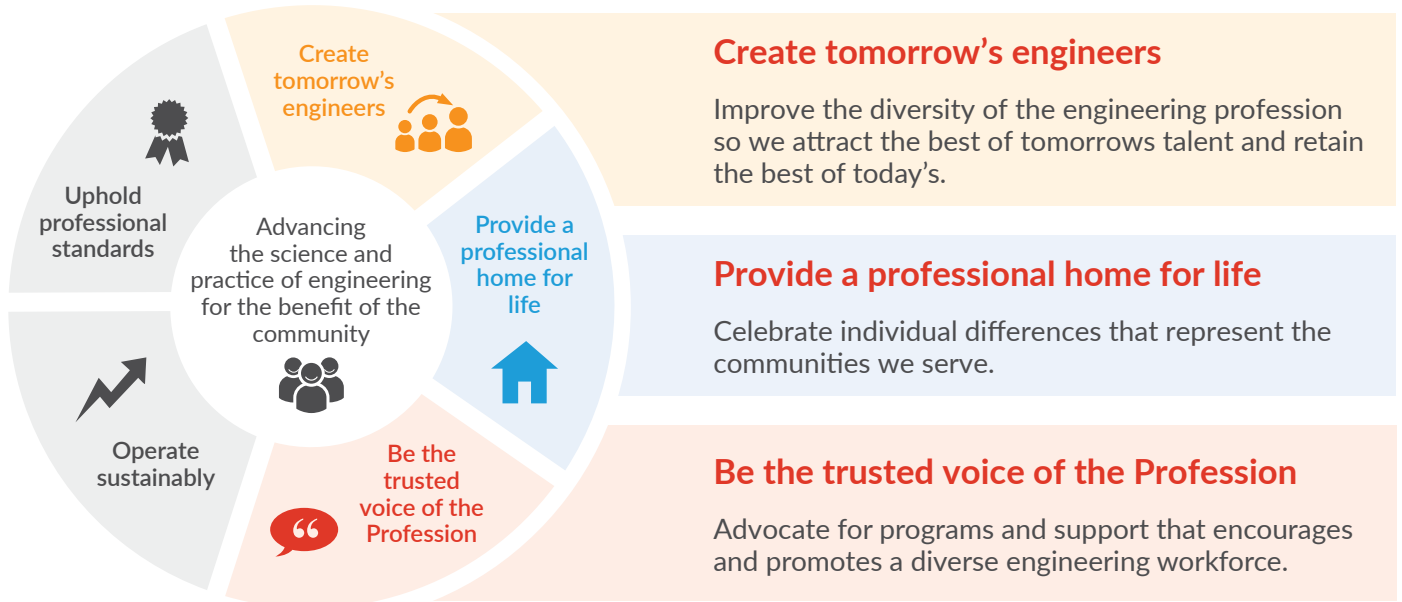 Create
tomorrow's
engineers
Uphold
professional
standards
Advancing
the science and
practice of engineering
for the benefit of the
community
Provide a
professional
home for
life
Operate
sustainably
Be the
trusted
voice of the
Profession
“
Create tomorrow’s engineers
Improve the diversity of the engineering profession
so we attract the best of tomorrows talent and retain
the best of today’s.
Provide a professional home for life
Celebrate individual differences that represent the
communities we serve.
Be the trusted voice of the Profession
Advocate for programs and support that encourages
and promotes a diverse engineering workforce.